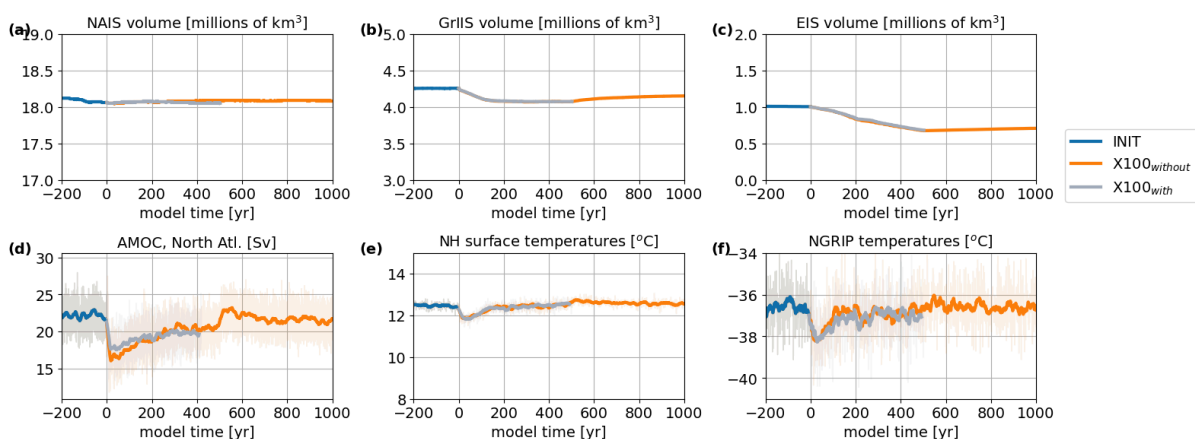 (a) NAIS volume [millions of km3]
19.0
18.5
18.0
17.5
17.0
−200 0 200 400 600 800 1000
model time [yr]
(b) GrIIS volume [millions of km3]
5.0
4.5
4.0
3.5
3.0
−200 0 200 400 600 800 1000
model time [yr]
(c) EIS volume [millions of km3]
2.0
1.5
1.0
0.5
0.0
−200 0 200 400 600 800 1000
model time [yr]
INIT
X100without
X100with
(d) AMOC, North Atl. [Sv]
30
25
20
15
−200 0 200 400 600 800 1000
model time [yr]
(e) NH surface temperatures [oC]
14
12
10
8
−200 0 200 400 600 800 1000
model time [yr]
(f) NGRIP temperatures [oC]
−34
−36
−38
−40
−200 0 200 400 600 800 1000
model time [yr]